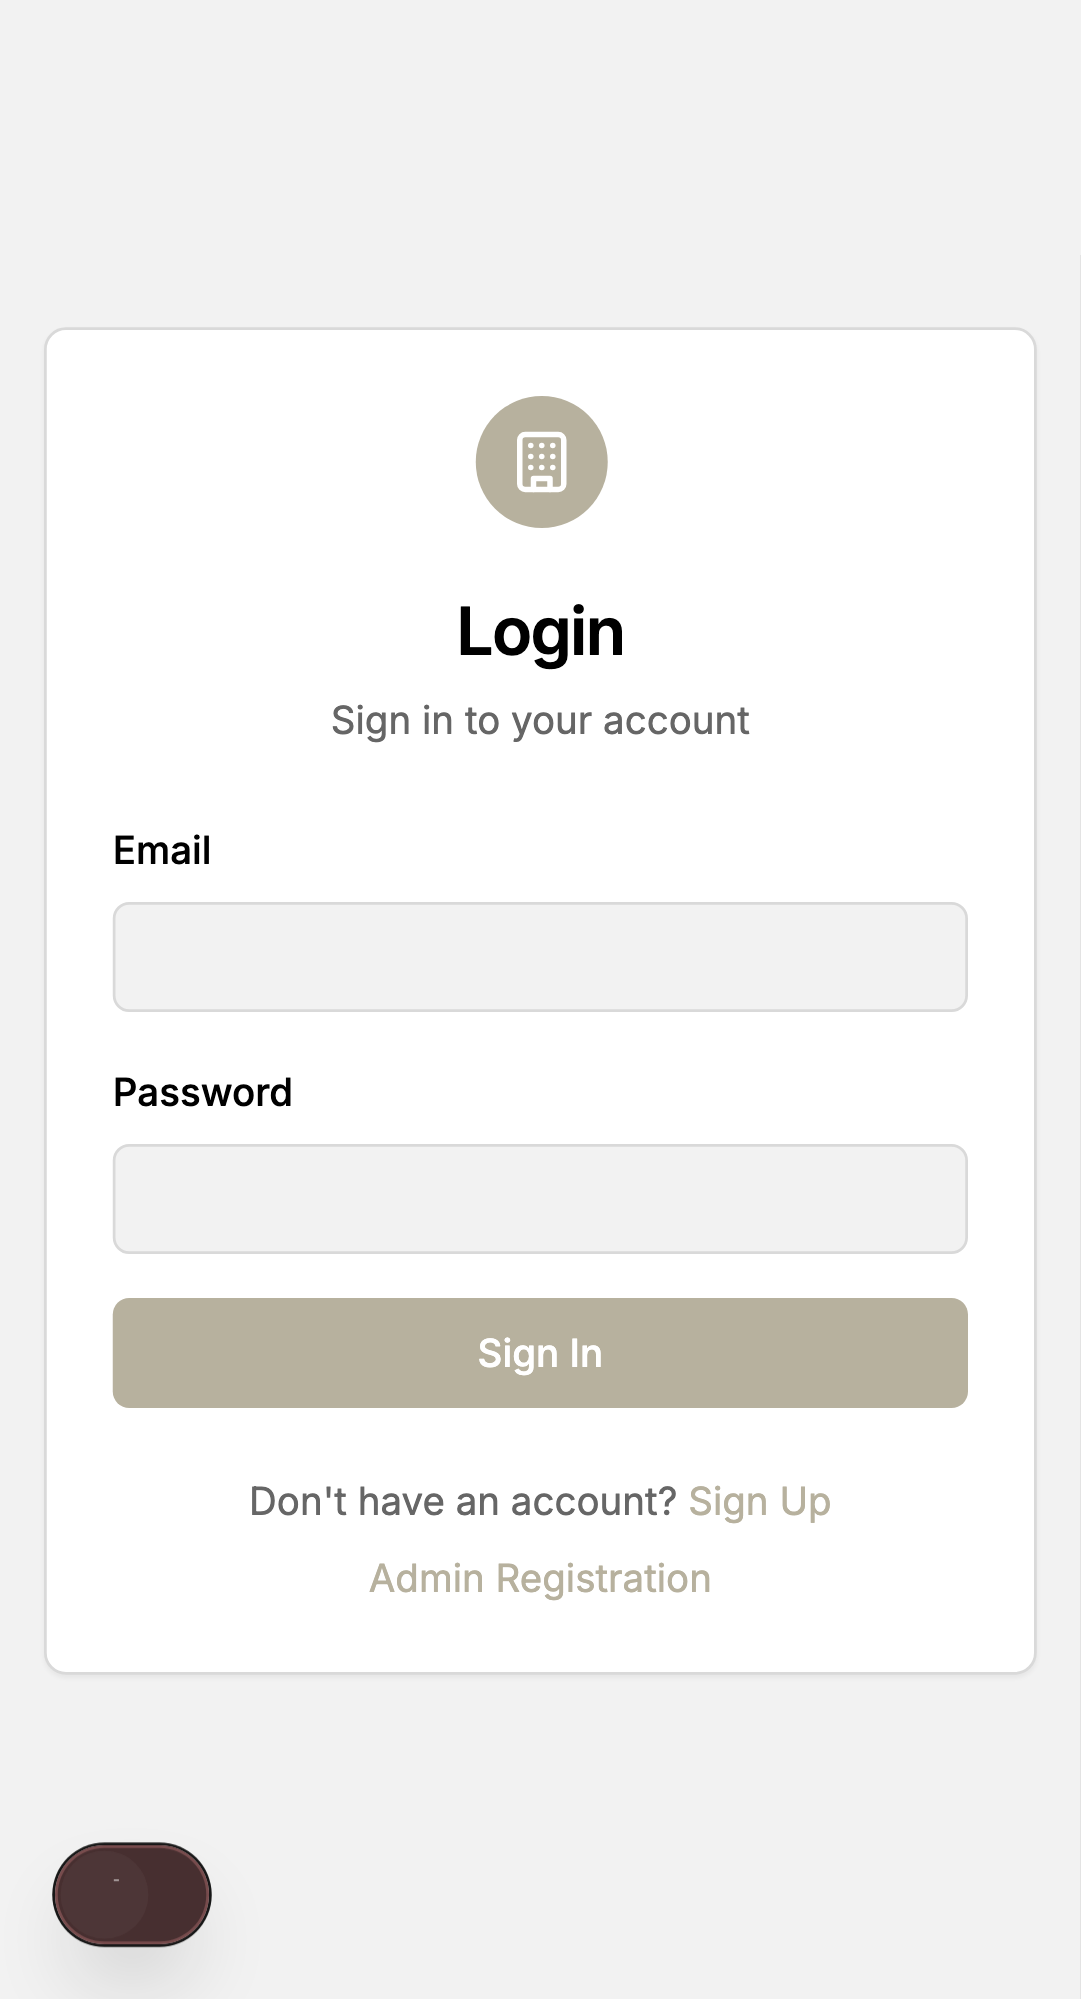 Login
Sign in to your account
Email
Password
Sign In
Don't have an account? Sign Up
Admin Registration